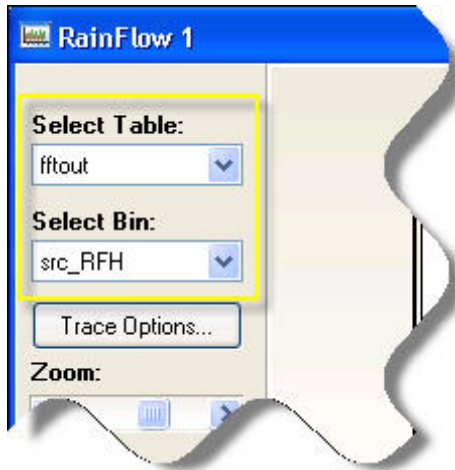 RainFlow 1
Select Table:
fftout
Select Bin:
src_RFH
Trace Options...
Zoom: